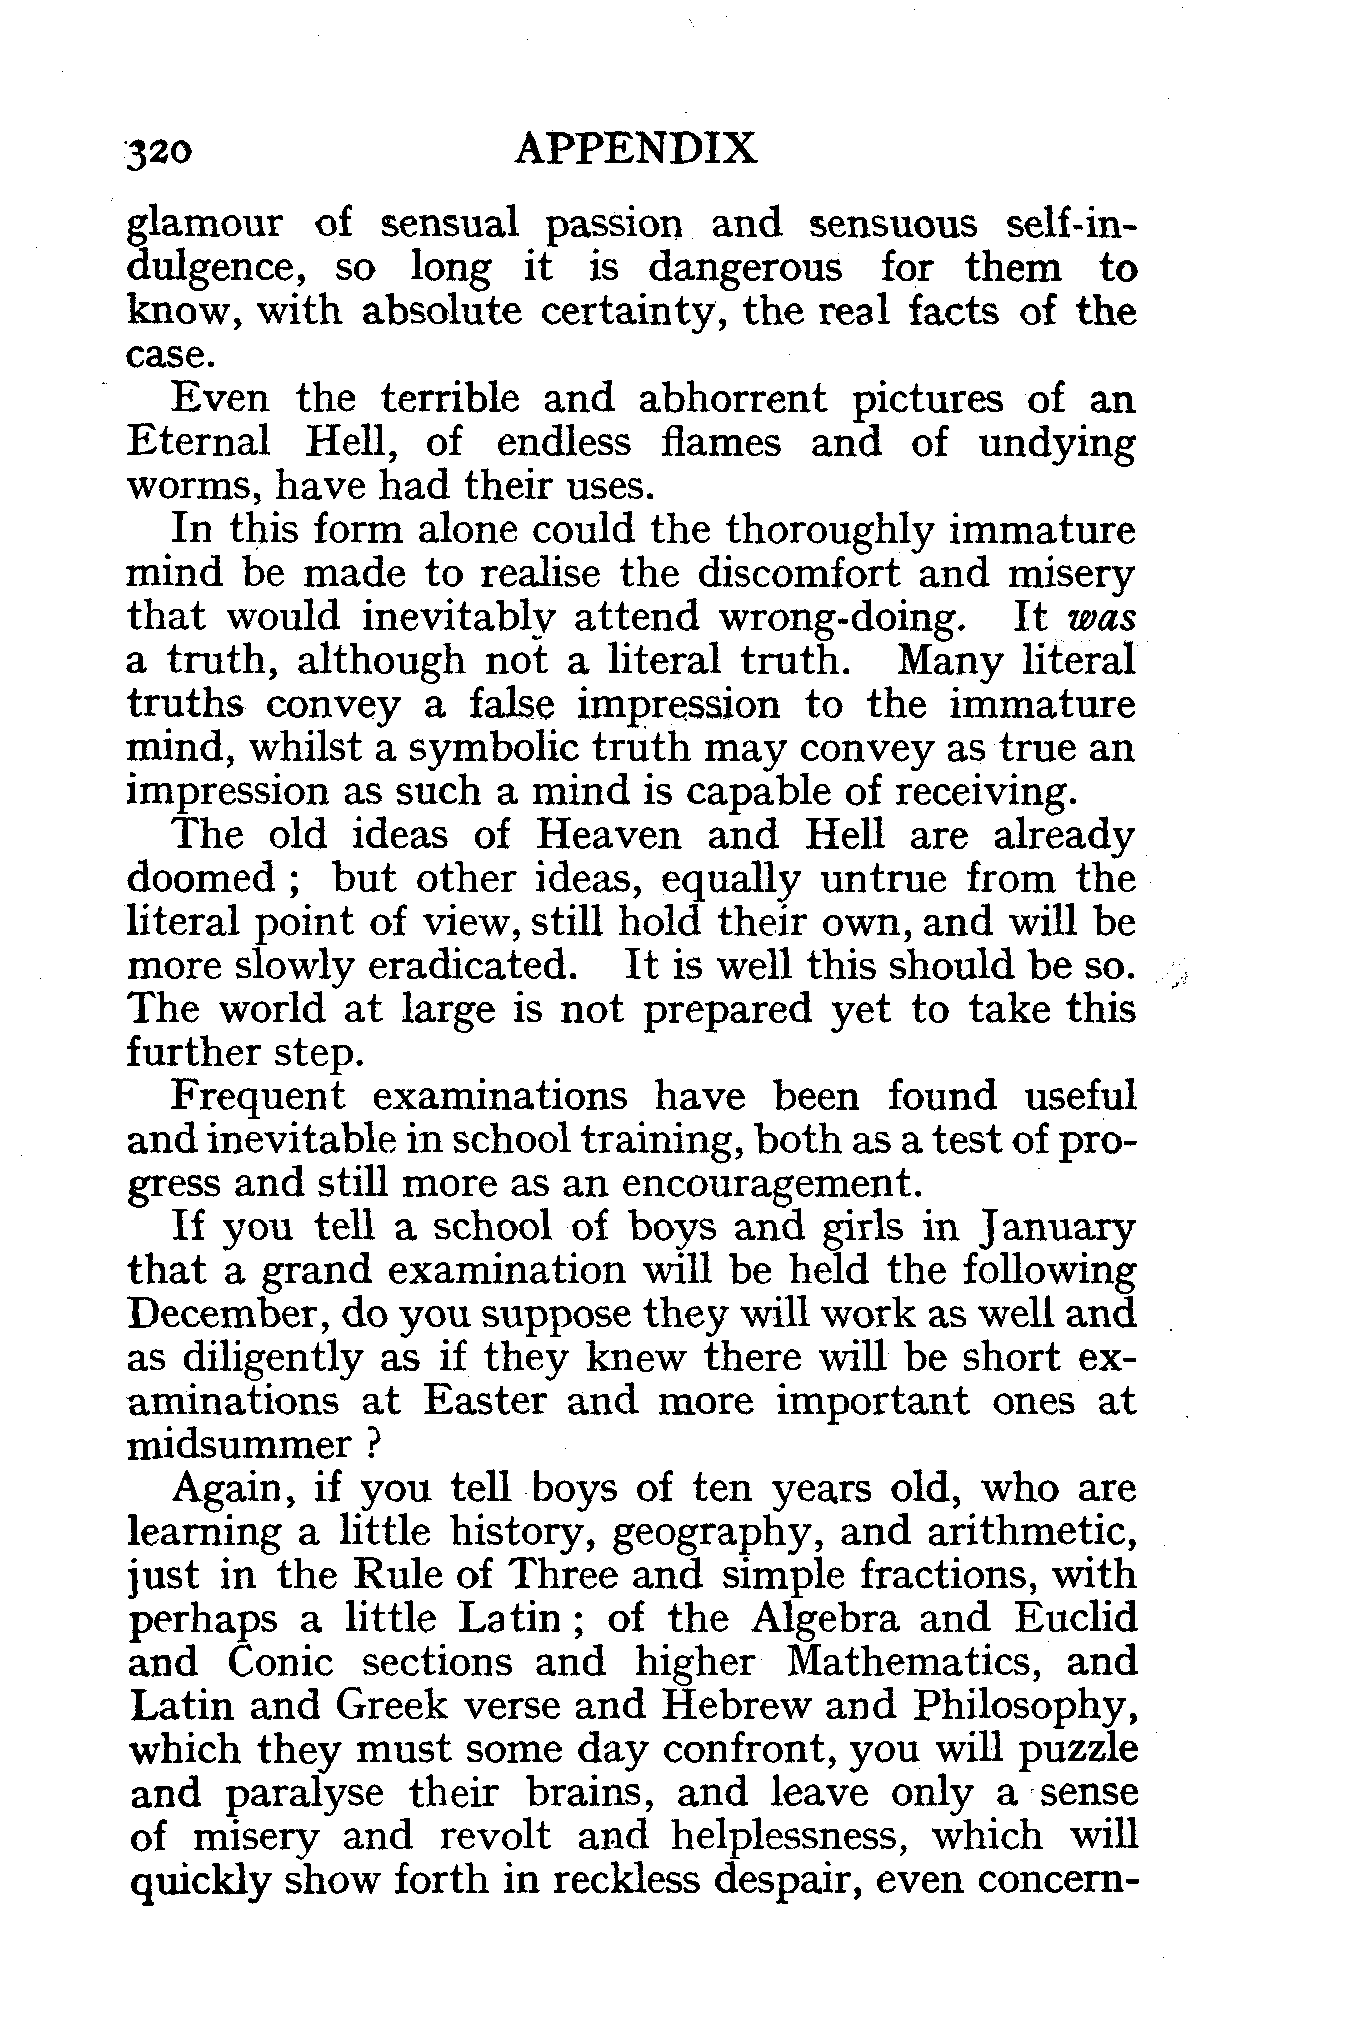 320 APPENDIX
glamour of sensual passion and sensuous self-in-
dulgence, so long it is dangerous for them to
know, with absolute certainty, the real facts of the
case.
Even the terrible and abhorrent pictures of an
Eternal Hell, of endless flames and of undying
worms, have had their uses.
In this form alone could the thoroughly immature
mind be made to realise the discomfort and misery
that would inevitably attend wrong-doing. It was
a truth, although not a literal truth. Many literal
truths convey a false impression to the immature
mind, whilst a symbolic truth may convey as true an
impression as such a mind is capable of receiving.
The old ideas of Heaven and Hell are already
doomed ; but other ideas, equally untrue from the
literal point of view, still hold their own, and will be
more slowly eradicated. It is well this should be so.
The world at large is not prepared yet to take this
further step.
Frequent examinations have been found useful
and inevitable in school training, both as a test of pro-
gress and still more as an encouragement.
If you tell a school of boys and girls in January
that a grand examination will be held the following
December, do you suppose they will work as well and
as diligently as if they knew there will be short ex-
aminations at Easter and more important ones at
midsummer ?
Again, if you tell boys of ten years old, who are
learning a little history, geography, and arithmetic,
just in the Rule of Three and simple fractions, with
perhaps a little Latin ; of the Algebra and Euclid
and Conic sections and higher Mathematics, and
Latin and Greek verse and Hebrew and Philosophy,
which they must some day confront, you will puzzle
and paralyse their brains, and leave only a sense
of misery and revolt and helplessness, which will
quickly show forth in reckless despair, even concern-